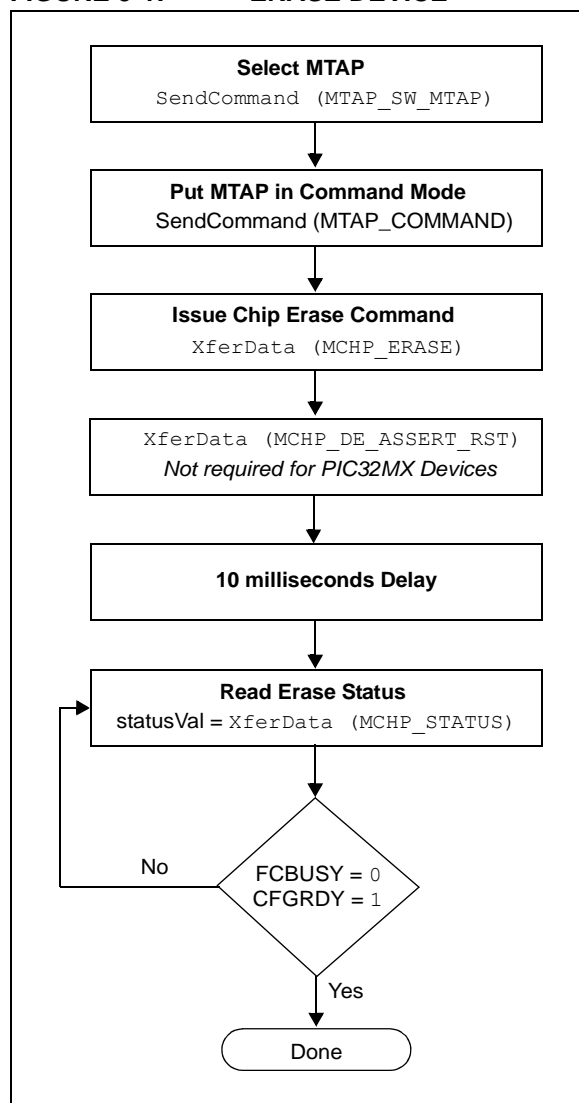 Select MTAP
SendCommand (MTAP_SW_MTAP)
Put MTAP in Command Mode
SendCommand (MTAP_COMMAND)
Issue Chip Erase Command
XferData (MCHP_ERASE)
XferData (MCHP_DE_ASSERT_RST)
Not required for PIC32MX Devices
10 milliseconds Delay
Read Erase Status
statusVal = XferData (MCHP_STATUS)
No
FCBUSY = 0
CFGRDY = 1
Yes
Done